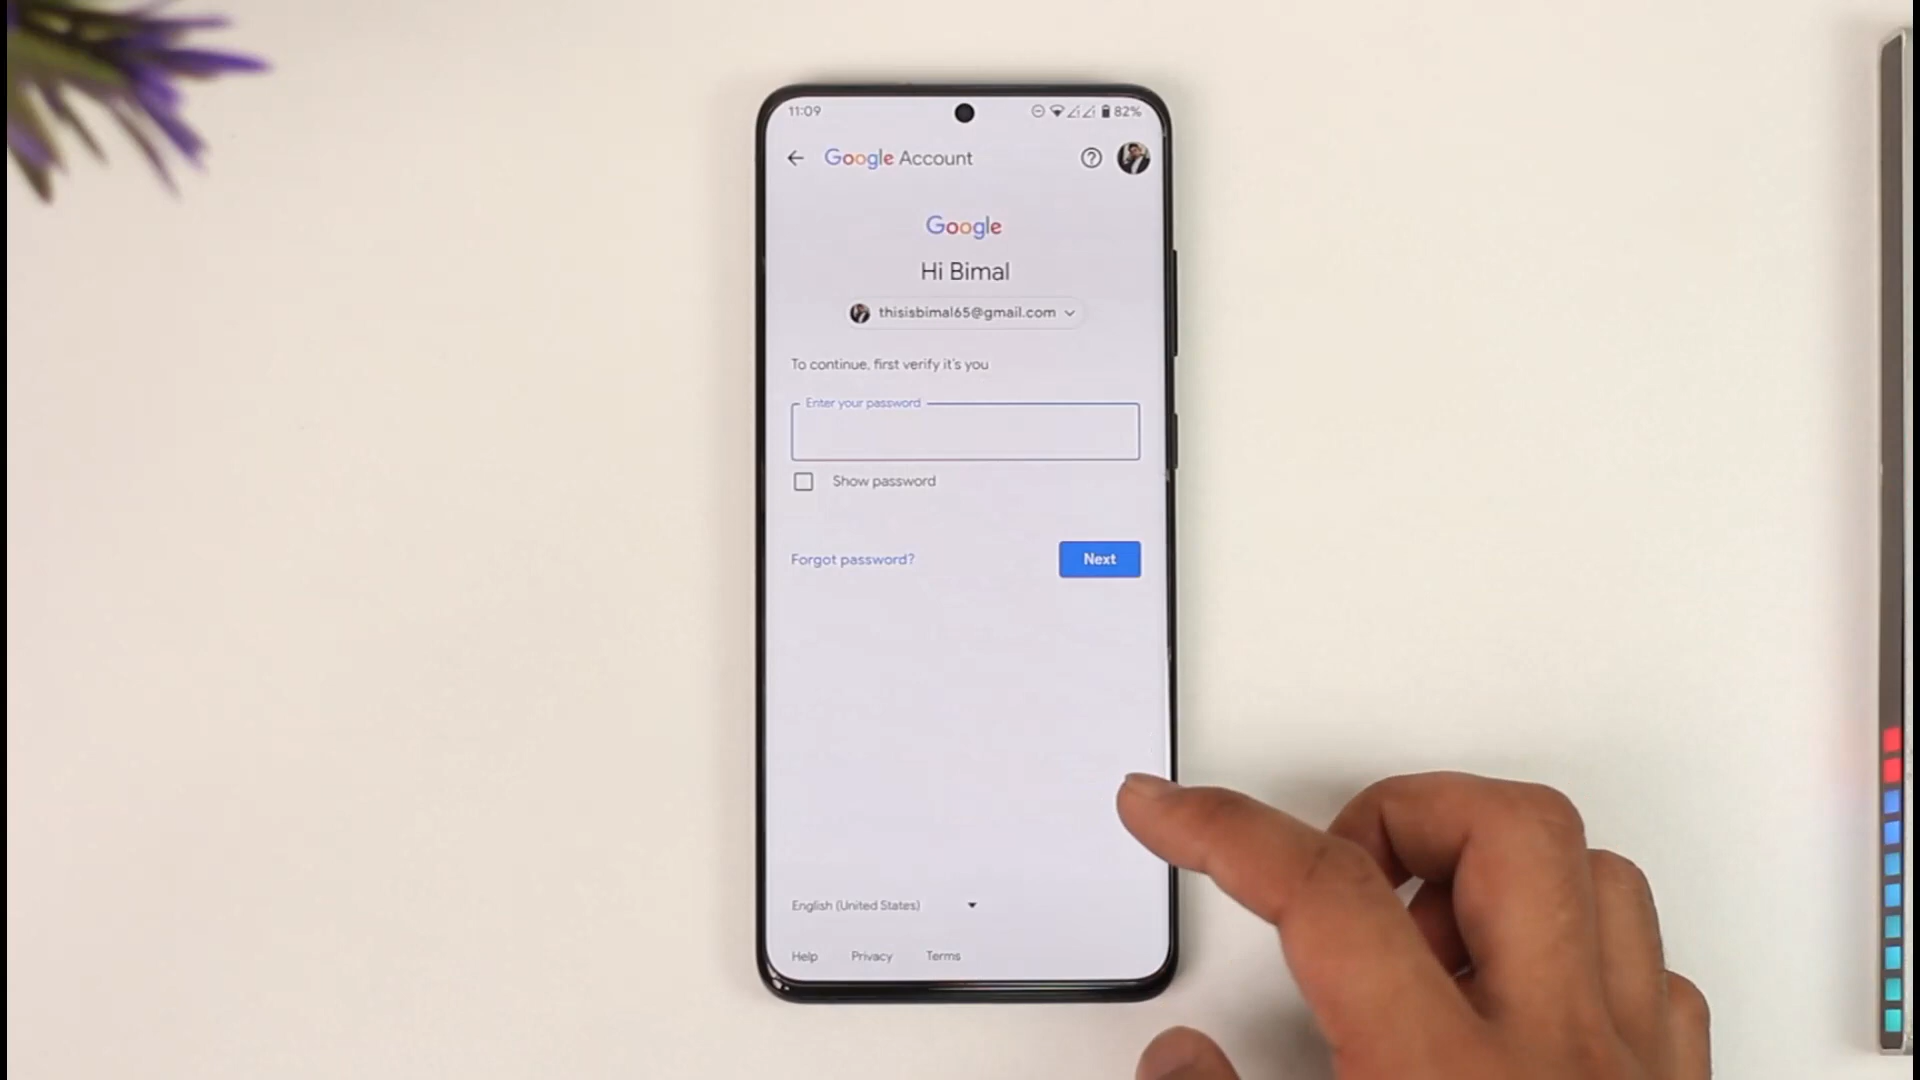 11:09
82%
Google Account
Google
Hi Bimal
thisisbimal65@gmail.com
To continue, first verify it's you
Enter your password
Show password
Forgot password?
Next
English (United States)
Help Privacy Terms